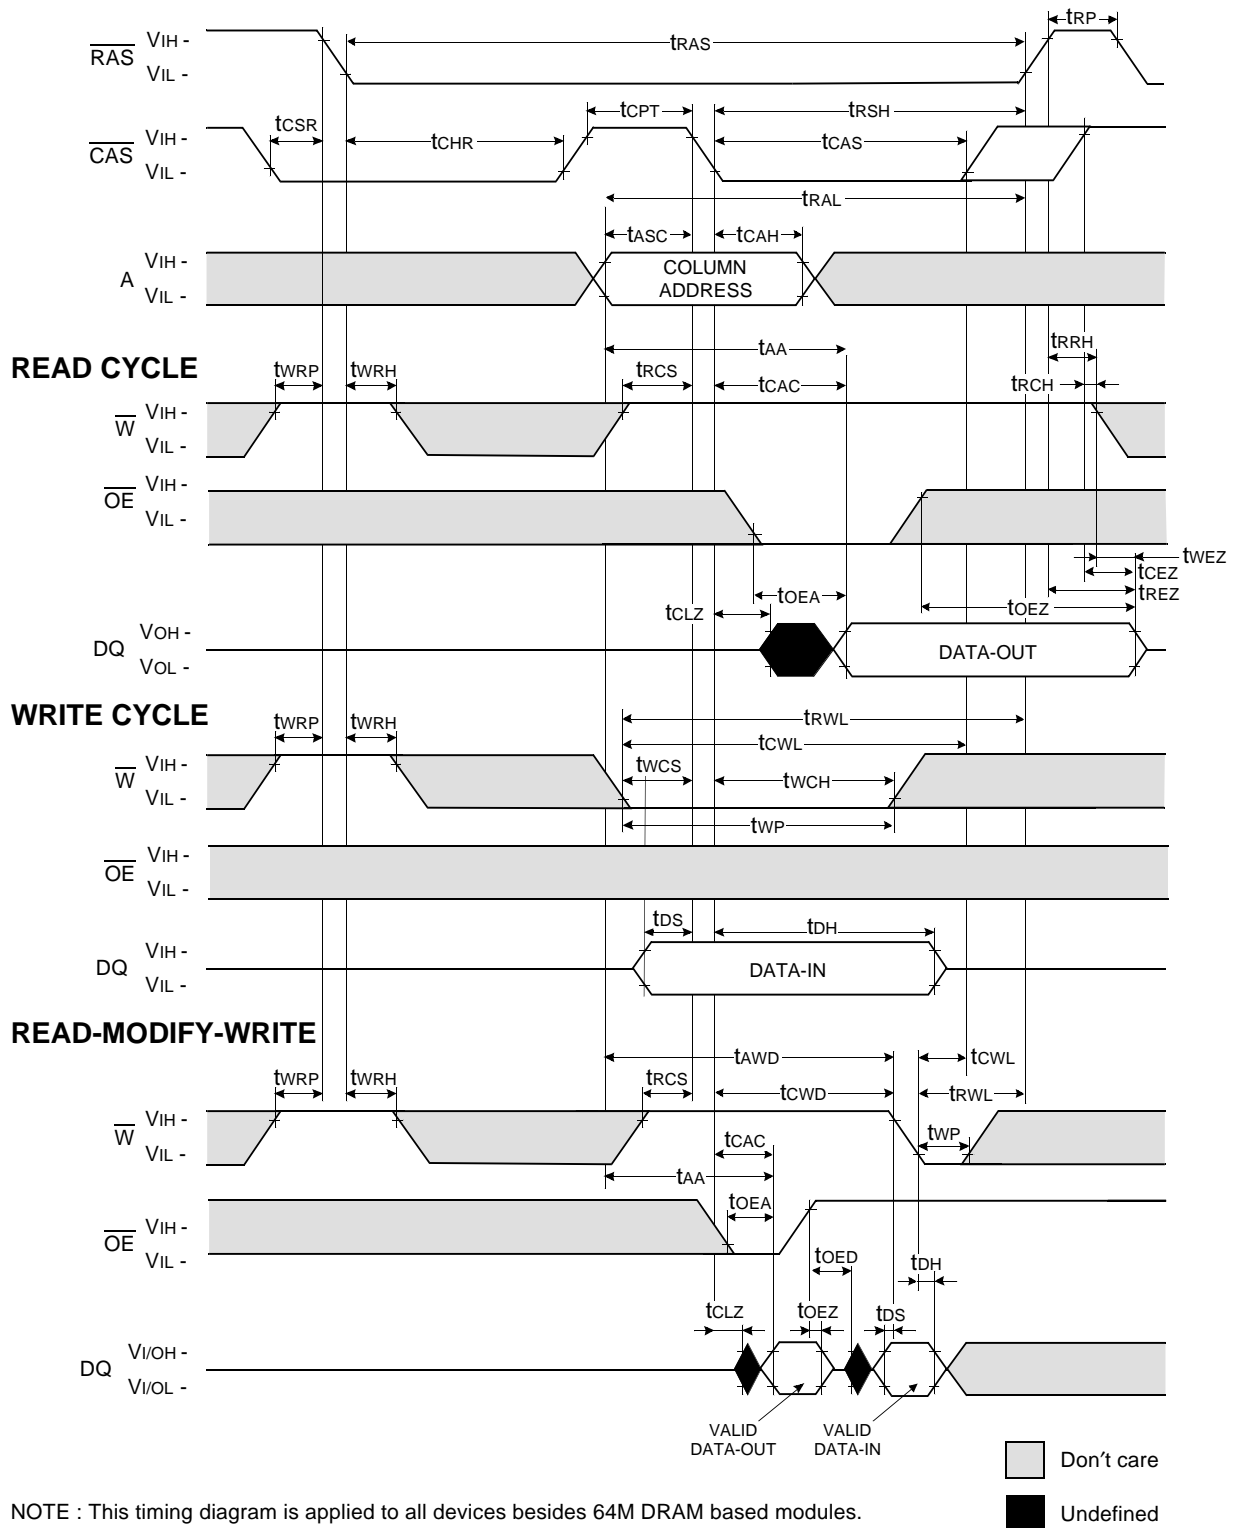 tRP
RAS VIH - tRAS
VIL -
tCPT tRSH
tCSR
CAS VIH - tCHR tCAS
VIL -
tRAL
tASC tCAH
A VIH - COLUMN
VIL - ADDRESS
tRRH
READ CYCLE tAA
tWRP tWRH tRCS tCAC tRCH
W VIH -
VIL -
OE VIH -
VIL -
tWEZ
tCEZ
tOEA tREZ
tCLZ tOEZ
DQ VOH -
VOL - DATA-OUT
WRITE CYCLE tRWL
tWRP tWRH tCWL
W VIH - tWCS tWCH
VIL -
tWP
OE VIH -
VIL -
tDS tDH
DQ VIH -
VIL - DATA-IN
READ-MODIFY-WRITE
tAWD tCWL
tWRP tWRH tRCS tCWD tRWL
W VIH - tWP
VIL - tCAC
tAA
OE VIH - tOEA
VIL -
tOED tDH
tCLZ tOEZ tDS
DQ VI/OH -
VI/OL -
VALID VALID
DATA-OUT DATA-IN
Don′t care
NOTE : This timing diagram is applied to all devices besides 64M DRAM based modules.
Undefined